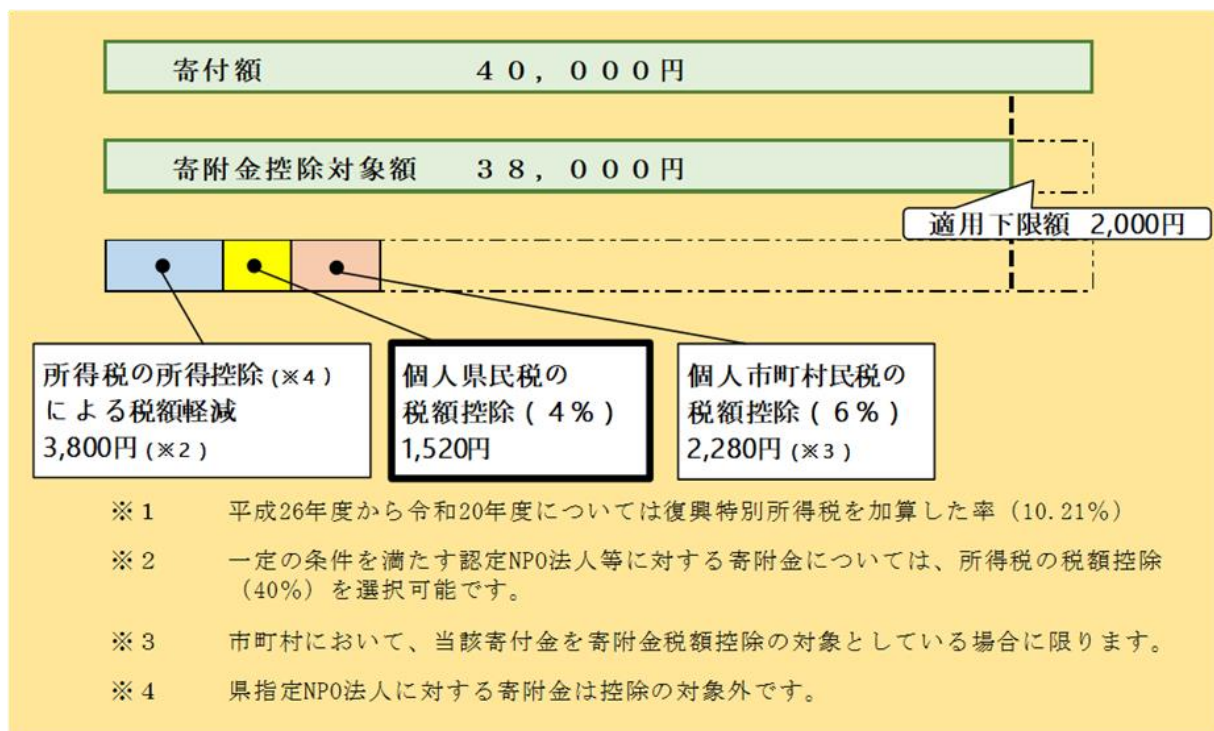 寄付額 40,000円
寄附金控除対象額 38,000円
適用下限額 2,000円
所得税の所得控除(※4)
による税額軽減
3,800円(※2)
個人県民税の
税額控除(4%)
1,520円
個人市町村民税の
税額控除(6%)
2,280円(※3)
※1 平成26年度から令和20年度については復興特別所得税を加算した率(10.21%)
※2 一定の条件を満たす認定NPO法人等に対する寄附金については、所得税の税額控除
(40%)を選択可能です。
※3 市町村において、当該寄付金を寄附金税額控除の対象としている場合に限ります。
※4 県指定NPO法人に対する寄附金は控除の対象外です。